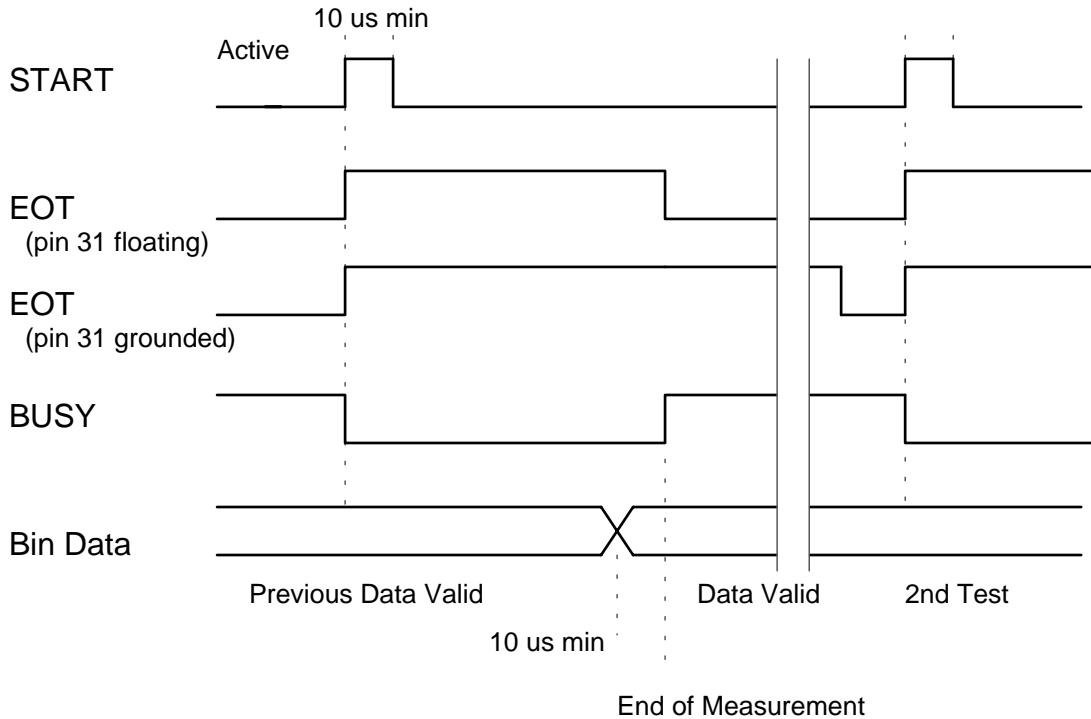 10 us min
Active
START
EOT
(pin 31 floating)
EOT
(pin 31 grounded)
BUSY
Bin Data
Previous Data Valid
Data Valid
2nd Test
10 us min
End of Measurement